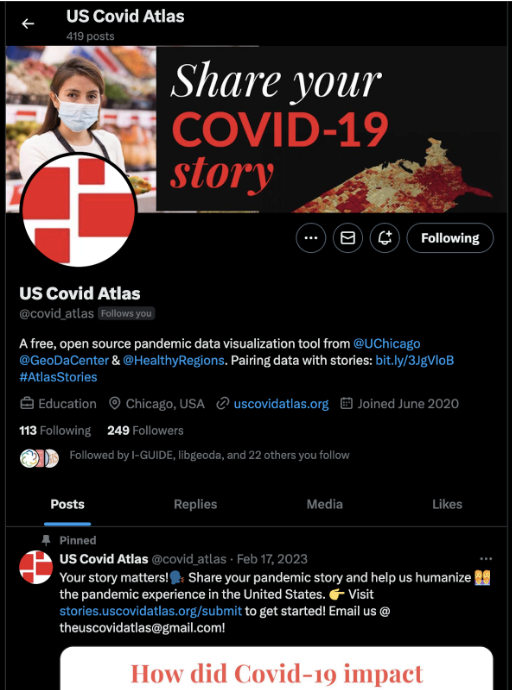 US Covid Atlas
419 posts
Share your
COVID-19
story
Following
US Covid Atlas
@covid_atlas Follows you
A free, open source pandemic data visualization tool from @UChicago
@GeoDaCenter & @HealthyRegions. Pairing data with stories: bit.ly/3JgVloB
#AtlasStories
Education Chicago, USA uscovidatlas.org Joined June 2020
113 Following 249 Followers
Followed by I-GUIDE, libgeoda, and 22 others you follow
Posts Replies Media Likes
Pinned
US Covid Atlas @covid_atlas · Feb 17, 2023
Your story matters!🗣️ Share your pandemic story and help us humanize 👭
the pandemic experience in the United States. 👉 Visit
stories.uscovidatlas.org/submit to get started! Email us @
theuscovidatlas@gmail.com!
How did Covid-19 impact